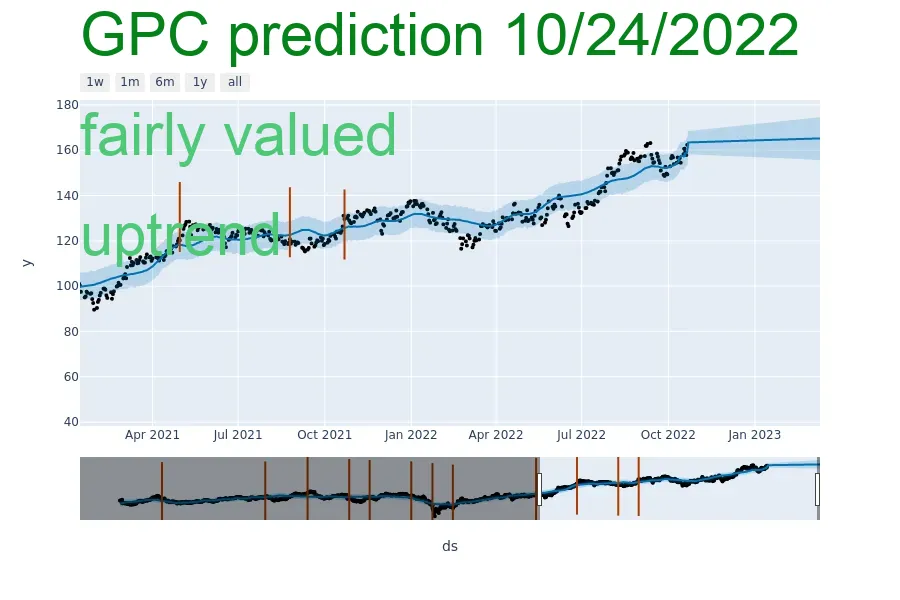 GPC prediction 10/24/2022
1w 1m 6m 1y all
180
fairly valued
160
140
uptrend
120
y
100
80
60
40
Apr 2021 Jul 2021 Oct 2021 Jan 2022 Apr 2022 Jul 2022 Oct 2022 Jan 2023
ds